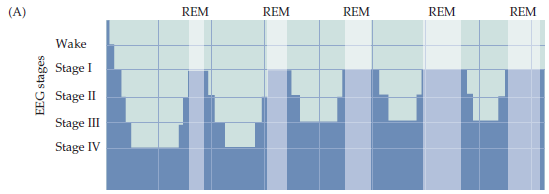 (A)
REM REM REM REM REM
EEG stages
Wake
Stage I
Stage II
Stage III
Stage IV